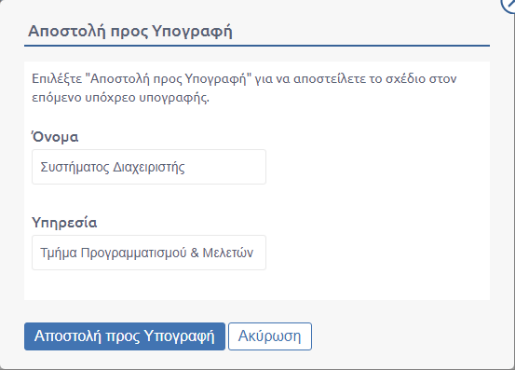 Αποστολή προς Υπογραφή
Επιλέξτε "Αποστολή προς Υπογραφή" για να αποστείλετε το σχέδιο στον
επόμενο υπόχρεο υπογραφής.
Όνομα
Συστήματος Διαχειριστής
Υπηρεσία
Τμήμα Προγραμματισμού & Μελετών
Αποστολή προς Υπογραφή Ακύρωση